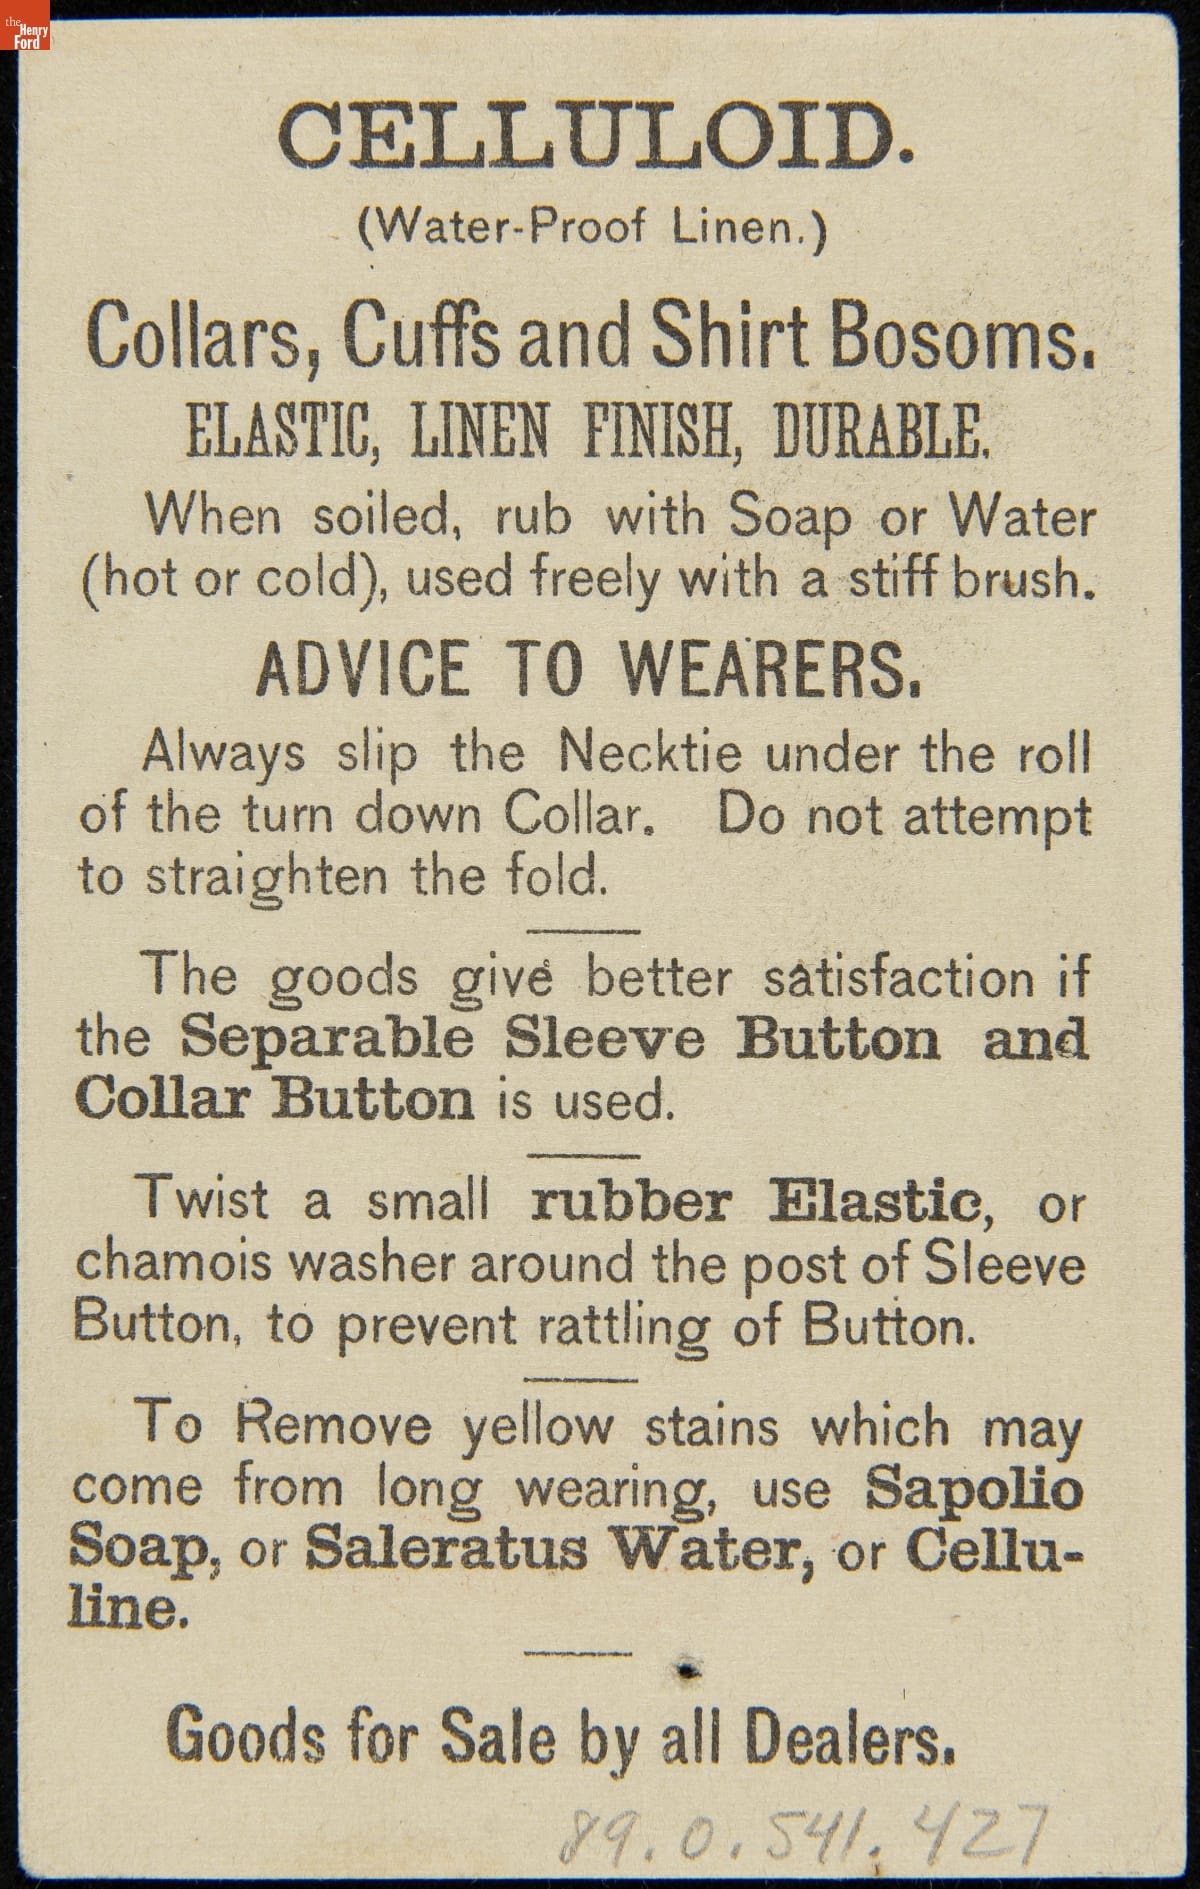 the
Henry
Ford
CELLULOID.
(Water-Proof Linen.)
Collars, Cuffs and Shirt Bosoms.
ELASTIC, LINEN FINISH, DURABLE.
When soiled, rub with Soap or Water
(hot or cold), used freely with a stiff brush.
ADVICE TO WEARERS.
Always slip the Necktie under the roll
of the turn down Collar. Do not attempt
to straighten the fold.
The goods give better satisfaction if
the Separable Sleeve Button and
Collar Button is used.
Twist a small rubber Elastic, or
chamois washer around the post of Sleeve
Button, to prevent rattling of Button.
To Remove yellow stains which may
come from long wearing, use Sapolio
Soap, or Saleratus Water, or Cellu-
line.
Goods for Sale by all Dealers.
89.0.541.427